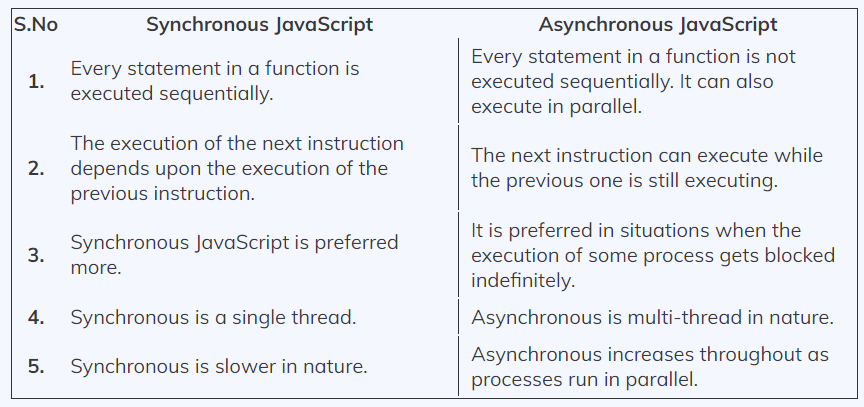 S.No Synchronous JavaScript Asynchronous JavaScript
1.
Every statement in a function is
executed sequentially.
Every statement in a function is not
executed sequentially. It can also
execute in parallel.
2.
The execution of the next instruction
depends upon the execution of the
previous instruction.
The next instruction can execute while
the previous one is still executing.
3.
Synchronous JavaScript is preferred
more.
It is preferred in situations when the
execution of some process gets blocked
indefinitely.
4.
Synchronous is a single thread.
Asynchronous is multi-thread in nature.
5.
Synchronous is slower in nature.
Asynchronous increases throughout as
processes run in parallel.